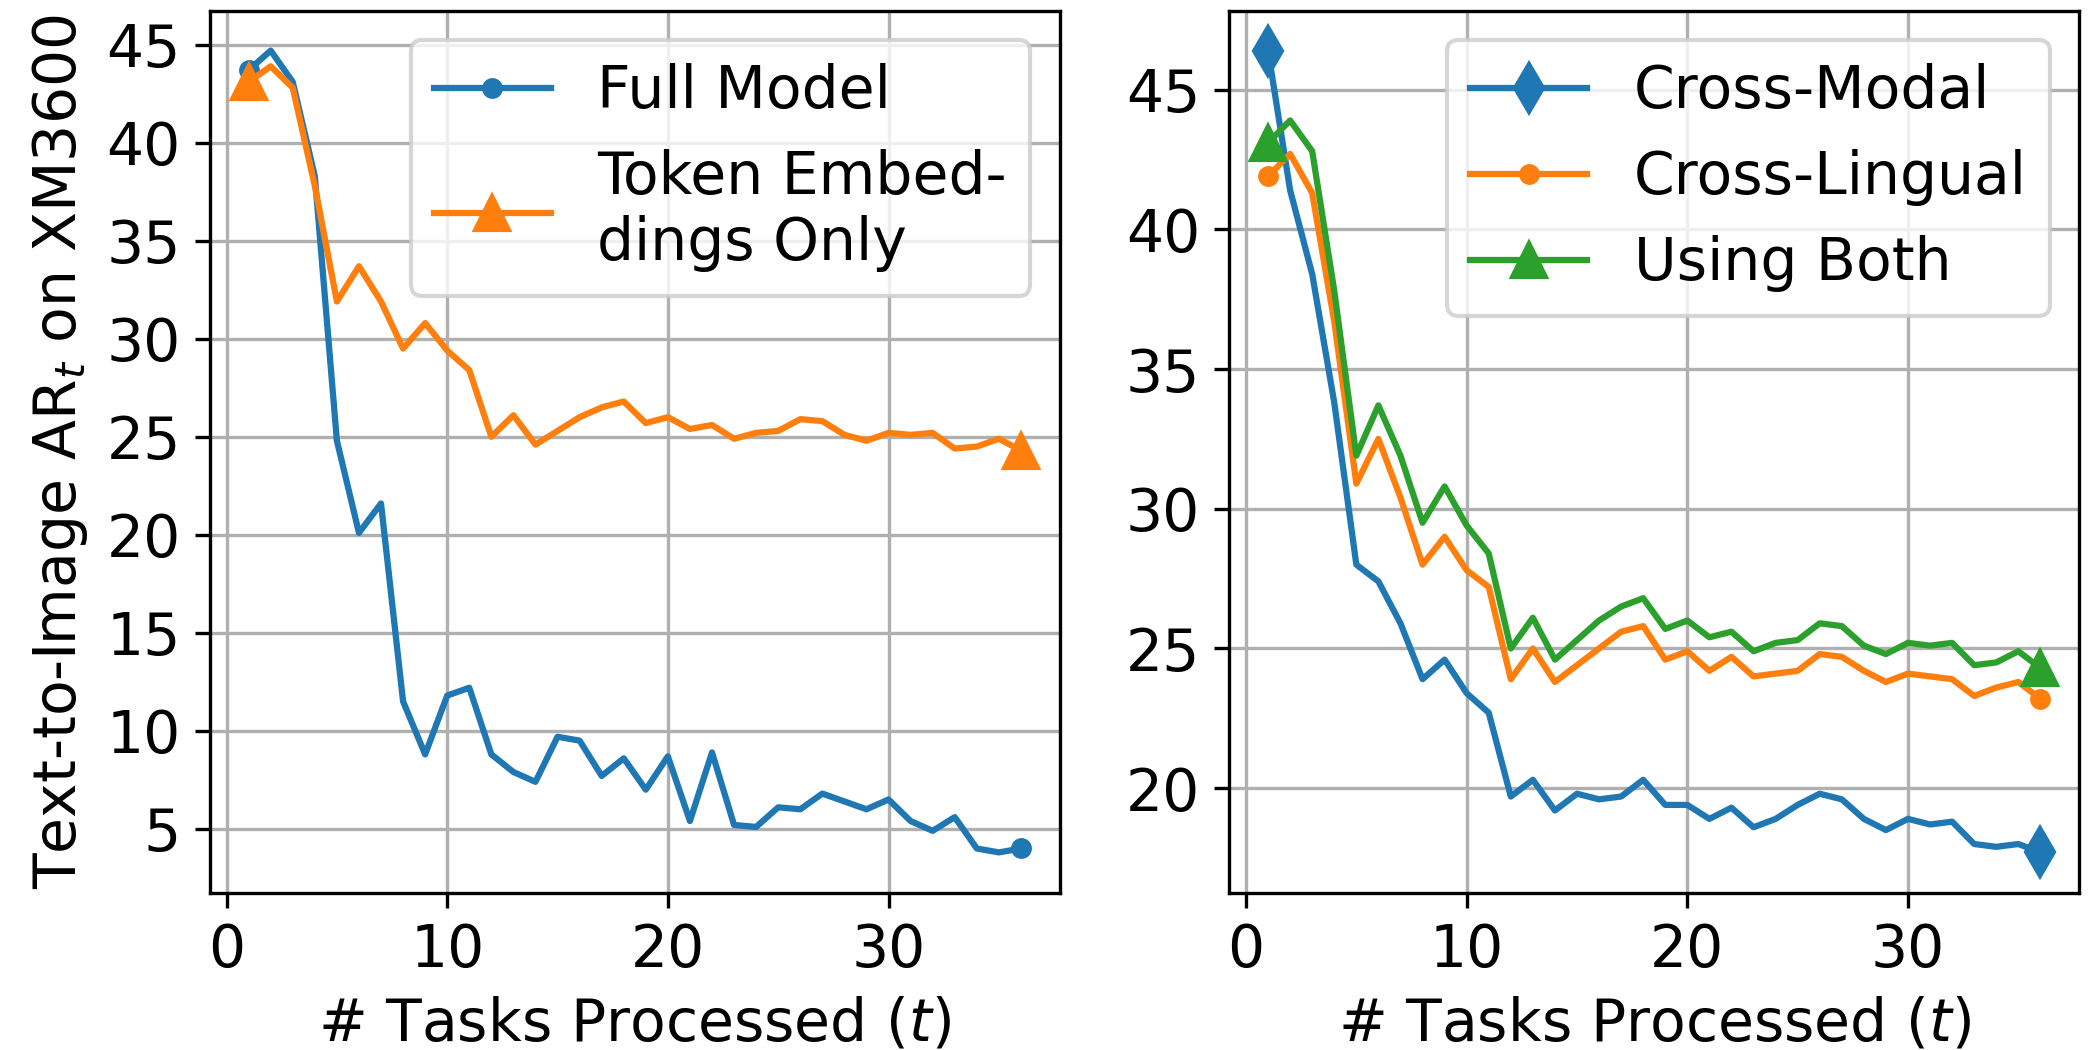 Text-to-Image AR_t on XM3600
45
40
35
30
25
20
15
10
5
0 10 20 30
# Tasks Processed (t)
Full Model
Token Embed-
dings Only
45
40
35
30
25
20
0 10 20 30
# Tasks Processed (t)
Cross-Modal
Cross-Lingual
Using Both